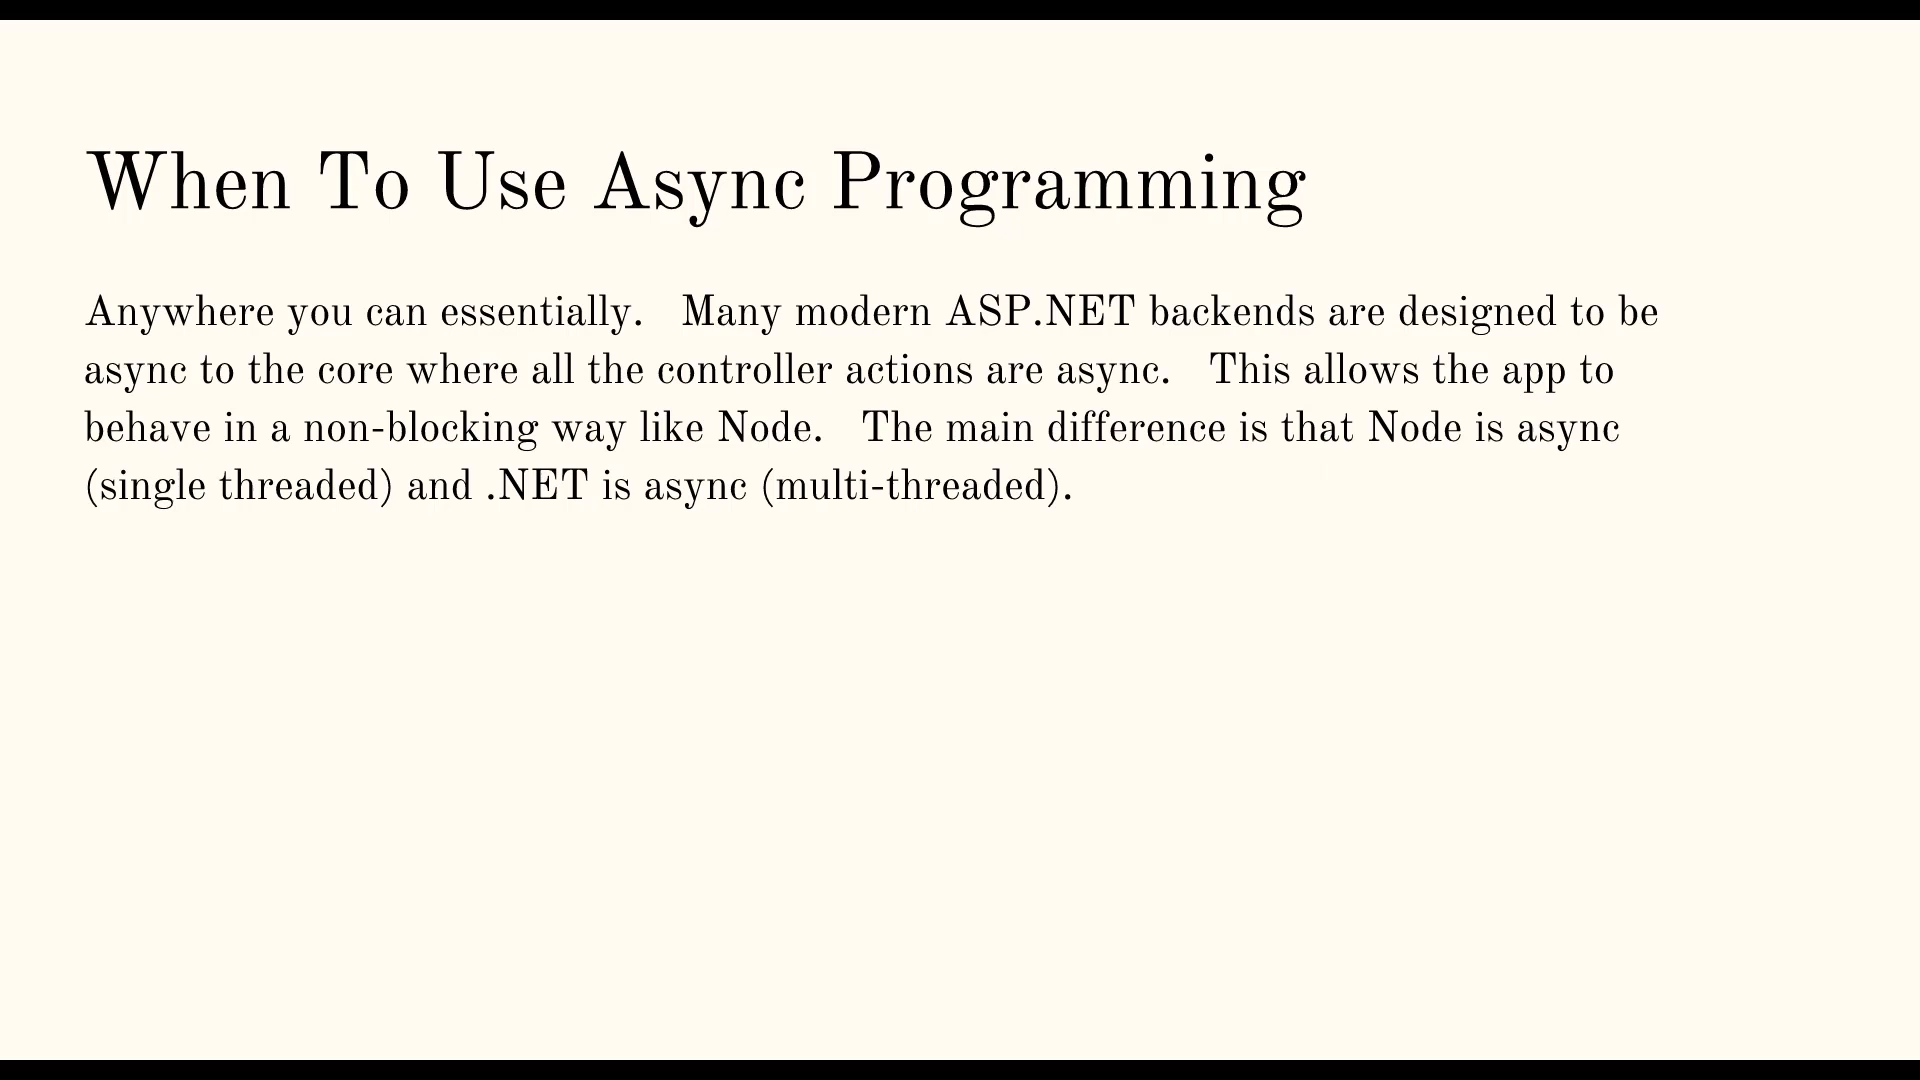 When To Use Async Programming
Anywhere you can essentially.   Many modern ASP.NET backends are designed to be
async to the core where all the controller actions are async.   This allows the app to
behave in a non-blocking way like Node.   The main difference is that Node is async
(single threaded) and .NET is async (multi-threaded).